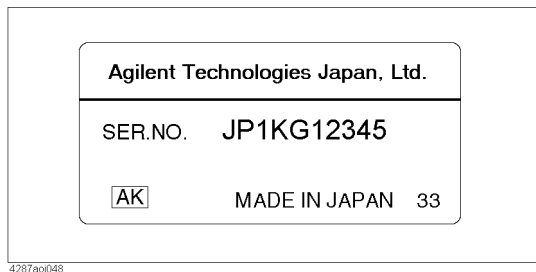 Agilent Technologies Japan, Ltd.
SER.NO. JP1KG12345
AK MADE IN JAPAN 33
4287aoj048